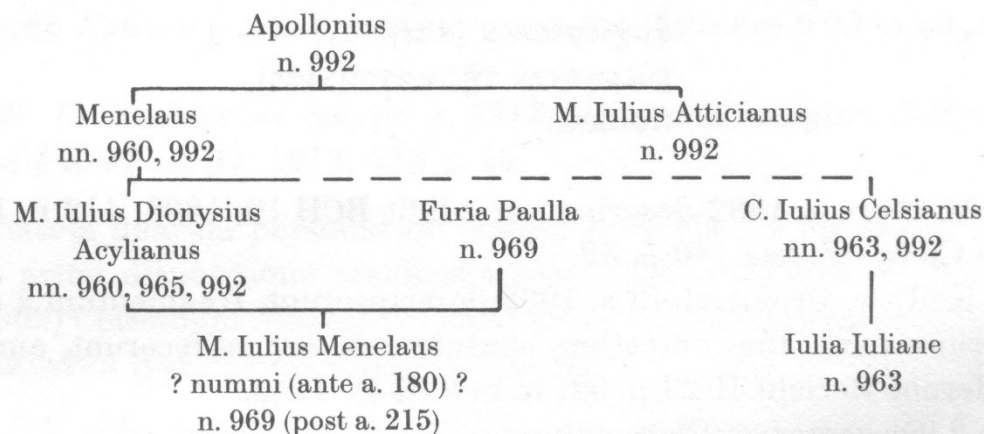 Apollonius
n. 992
Menelaus
nn. 960, 992
M. Iulius Atticianus
n. 992
M. Iulius Dionysius
Acylianus
nn. 960, 965, 992
Furia Paulla
n. 969
C. Iulius Celsianus
nn. 963, 992
M. Iulius Menelaus
? nummi (ante a. 180) ?
n. 969 (post a. 215)
Iulia Iuliane
n. 963